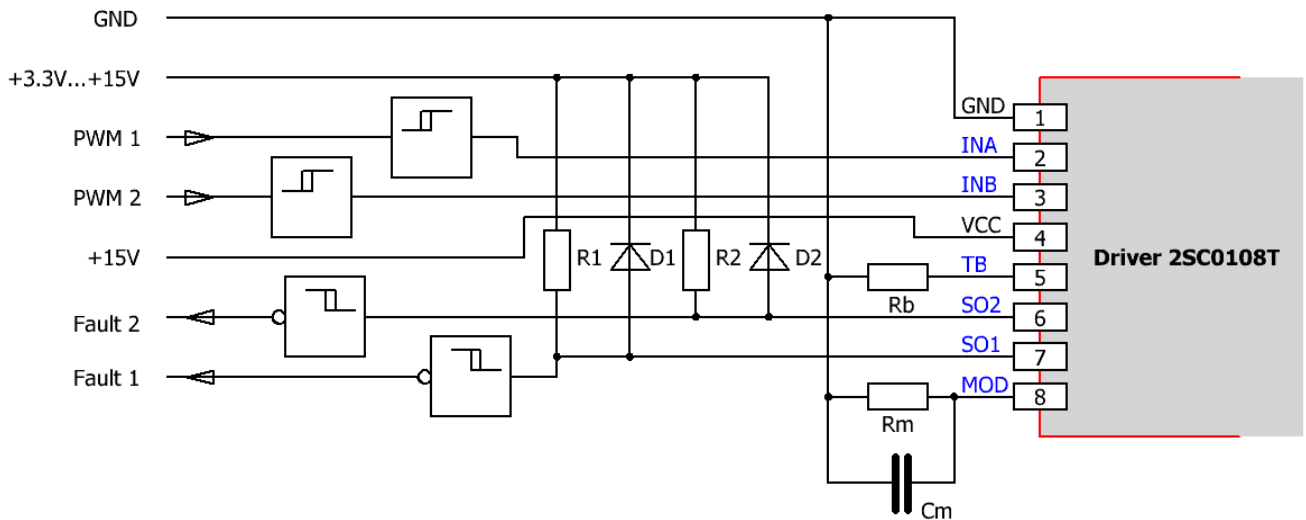 GND
+3.3V...+15V
PWM 1
PWM 2
+15V
Fault 2
Fault 1
R1
D1
R2
D2
Rb
Rm
Cm
GND
1
INA
2
INB
3
VCC
4
TB
5
SO2
6
SO1
7
MOD
8
Driver 2SC0108T